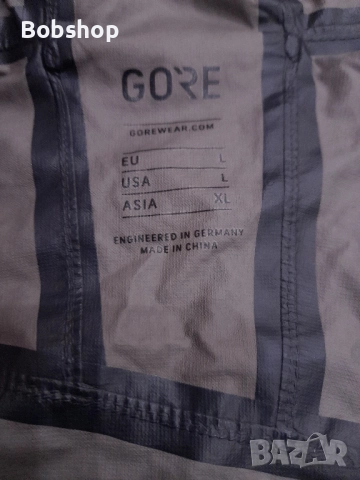 Bobshop
GORE
GOREWEAR.COM
EU L
USA L
ASIA XL
ENGINEERED IN GERMANY
MADE IN CHINA
BAZAR